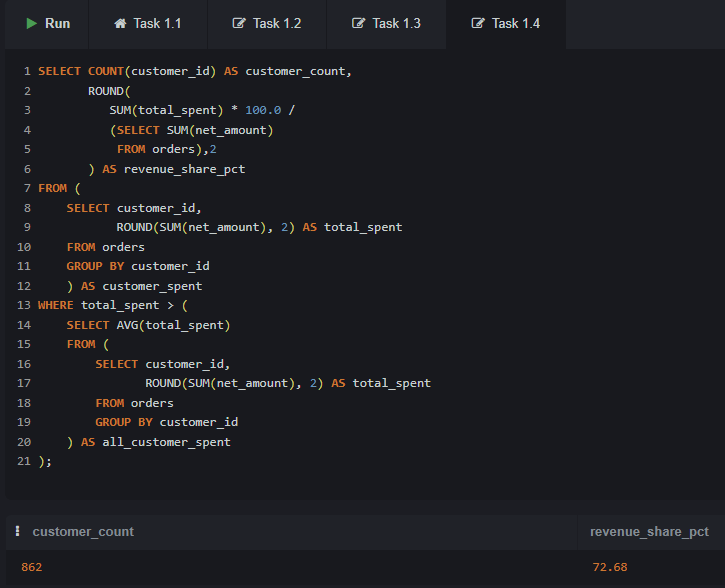 Run Task 1.1 Task 1.2 Task 1.3 Task 1.4
1 SELECT COUNT(customer_id) AS customer_count,
2 ROUND(
3 SUM(total_spent) * 100.0 /
4 (SELECT SUM(net_amount)
5 FROM orders),2
6 ) AS revenue_share_pct
7 FROM (
8 SELECT customer_id,
9 ROUND(SUM(net_amount), 2) AS total_spent
10 FROM orders
11 GROUP BY customer_id
12 ) AS customer_spent
13 WHERE total_spent > (
14 SELECT AVG(total_spent)
15 FROM (
16 SELECT customer_id,
17 ROUND(SUM(net_amount), 2) AS total_spent
18 FROM orders
19 GROUP BY customer_id
20 ) AS all_customer_spent
21 );
customer_count revenue_share_pct
862 72.68